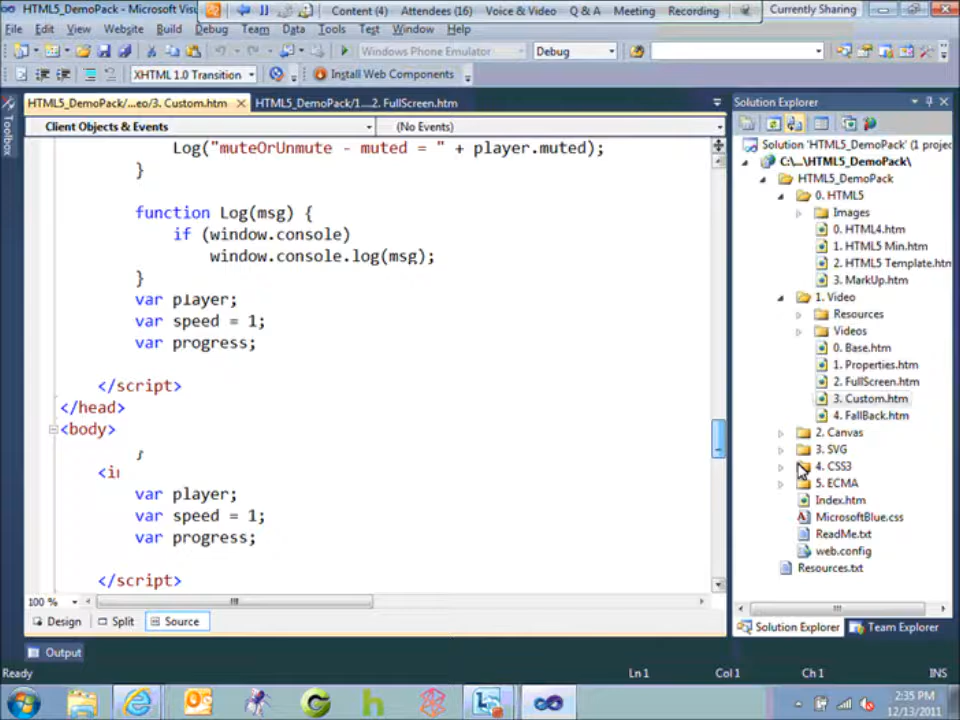 HTML5_DemoPack - Microsoft Visu
Content (4) Attendees (16) Voice & Video Q & A Meeting Recording
Currently Sharing
File Edit View Website Build Debug Team Data Tools Test Window Help
Windows Phone Emulator Debug
XHTML 1.0 Transition Install Web Components
HTML5_DemoPack/...eo/3. Custom.htm HTML5_DemoPack/1....2. FullScreen.htm
Client Objects & Events (No Events)
Toolbox
Log("muteOrUnmute - muted = " + player.muted);
}
function Log(msg) {
if (window.console)
window.console.log(msg);
}
var player;
var speed = 1;
var progress;
</script>
</head>
<body>
}
<in
var player;
var speed = 1;
var progress;
</script>
100 %
Design Split Source
Output
Solution Explorer
Solution 'HTML5_DemoPack' (1 projec
C:\...\HTML5_DemoPack\
HTML5_DemoPack
0. HTML5
Images
0. HTML4.htm
1. HTML5 Min.htm
2. HTML5 Template.htm
3. MarkUp.htm
1. Video
Resources
Videos
0. Base.htm
1. Properties.htm
2. FullScreen.htm
3. Custom.htm
4. FallBack.htm
2. Canvas
3. SVG
4. CSS3
5. ECMA
Index.htm
MicrosoftBlue.css
ReadMe.txt
web.config
Resources.txt
Solution Explorer Team Explorer
Ready Ln 1 Col 1 Ch 1 INS
2:35 PM
12/13/2011